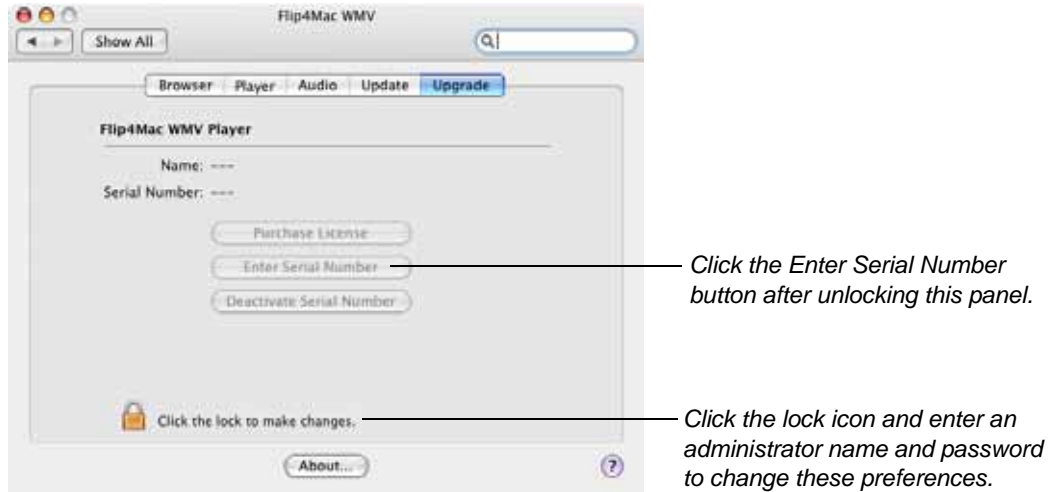 Flip4Mac WMV
Show All
Browser Player Audio Update Upgrade
Flip4Mac WMV Player
Name: ---
Serial Number: ---
Purchase License
Enter Serial Number
Deactivate Serial Number
Click the Enter Serial Number
button after unlocking this panel.
Click the lock to make changes.
Click the lock icon and enter an
administrator name and password
to change these preferences.
About...
?